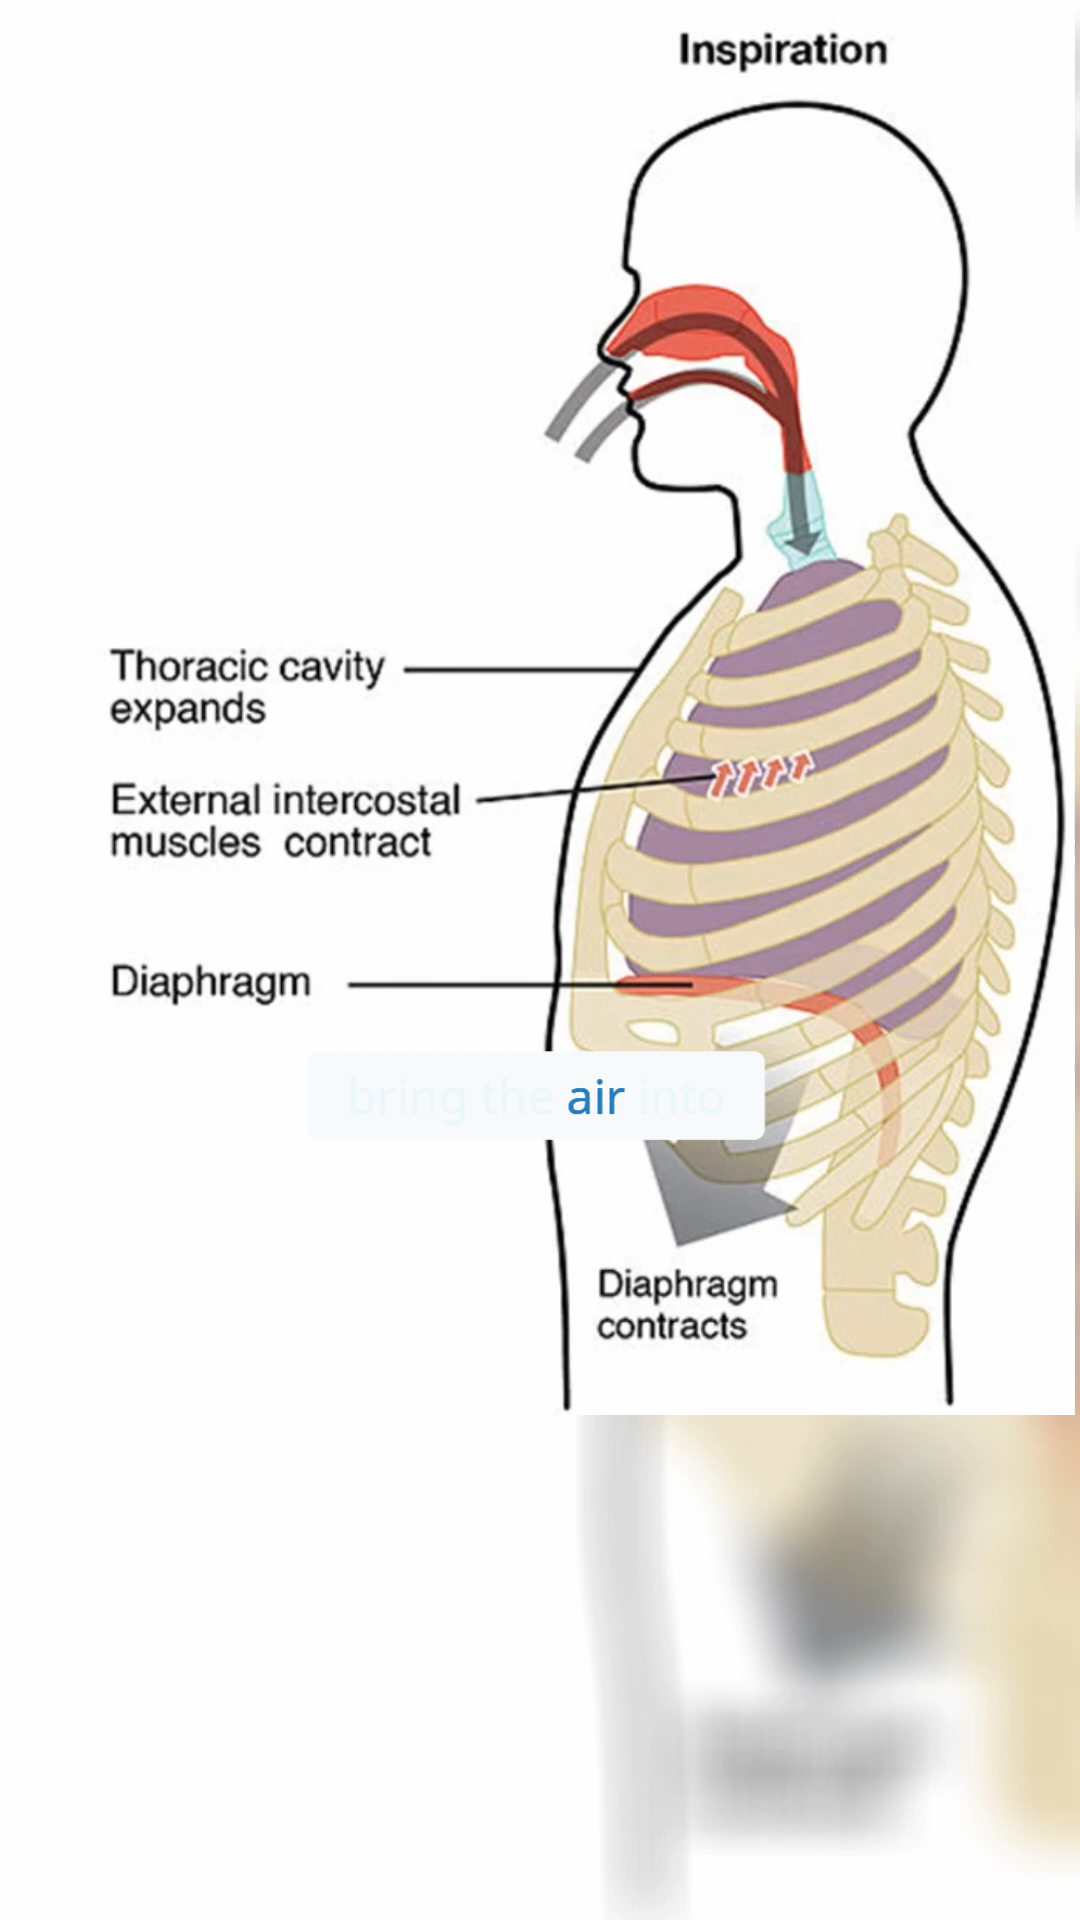 Inspiration
Thoracic cavity
expands
External intercostal
muscles contract
Diaphragm
bring the air into
Diaphragm
contracts